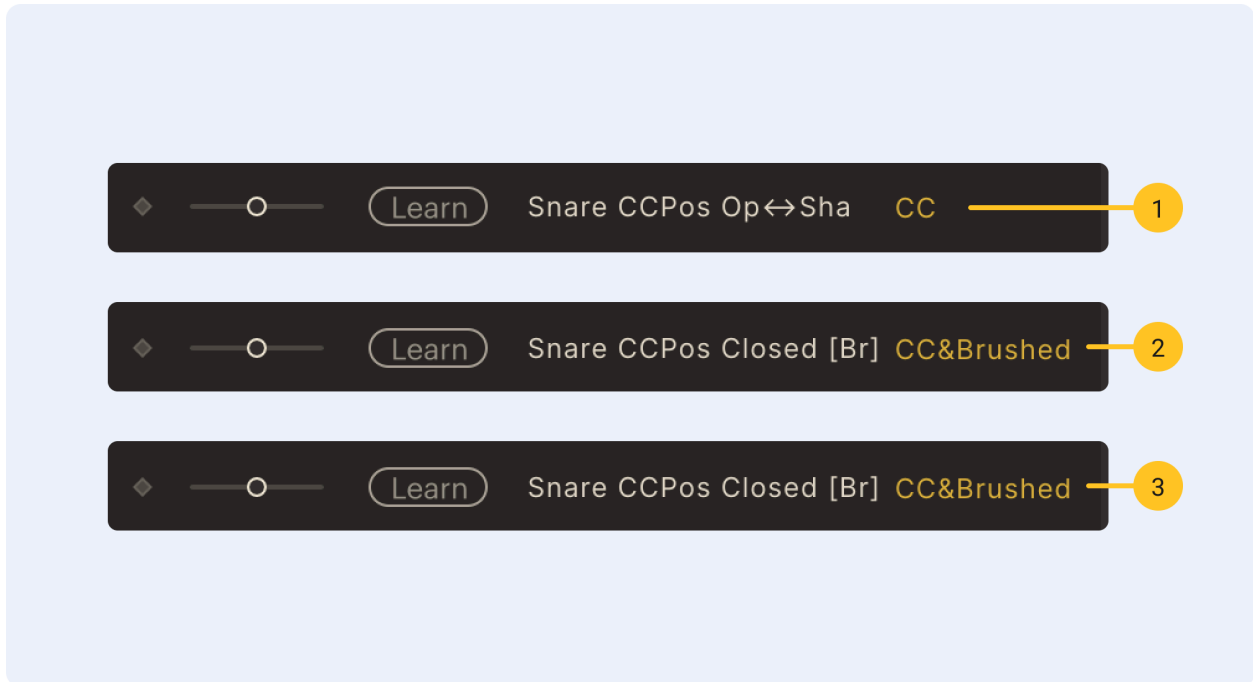 Learn Snare CCPos Op↔Sha CC 1
Learn Snare CCPos Closed [Br] CC&Brushed 2
Learn Snare CCPos Closed [Br] CC&Brushed 3